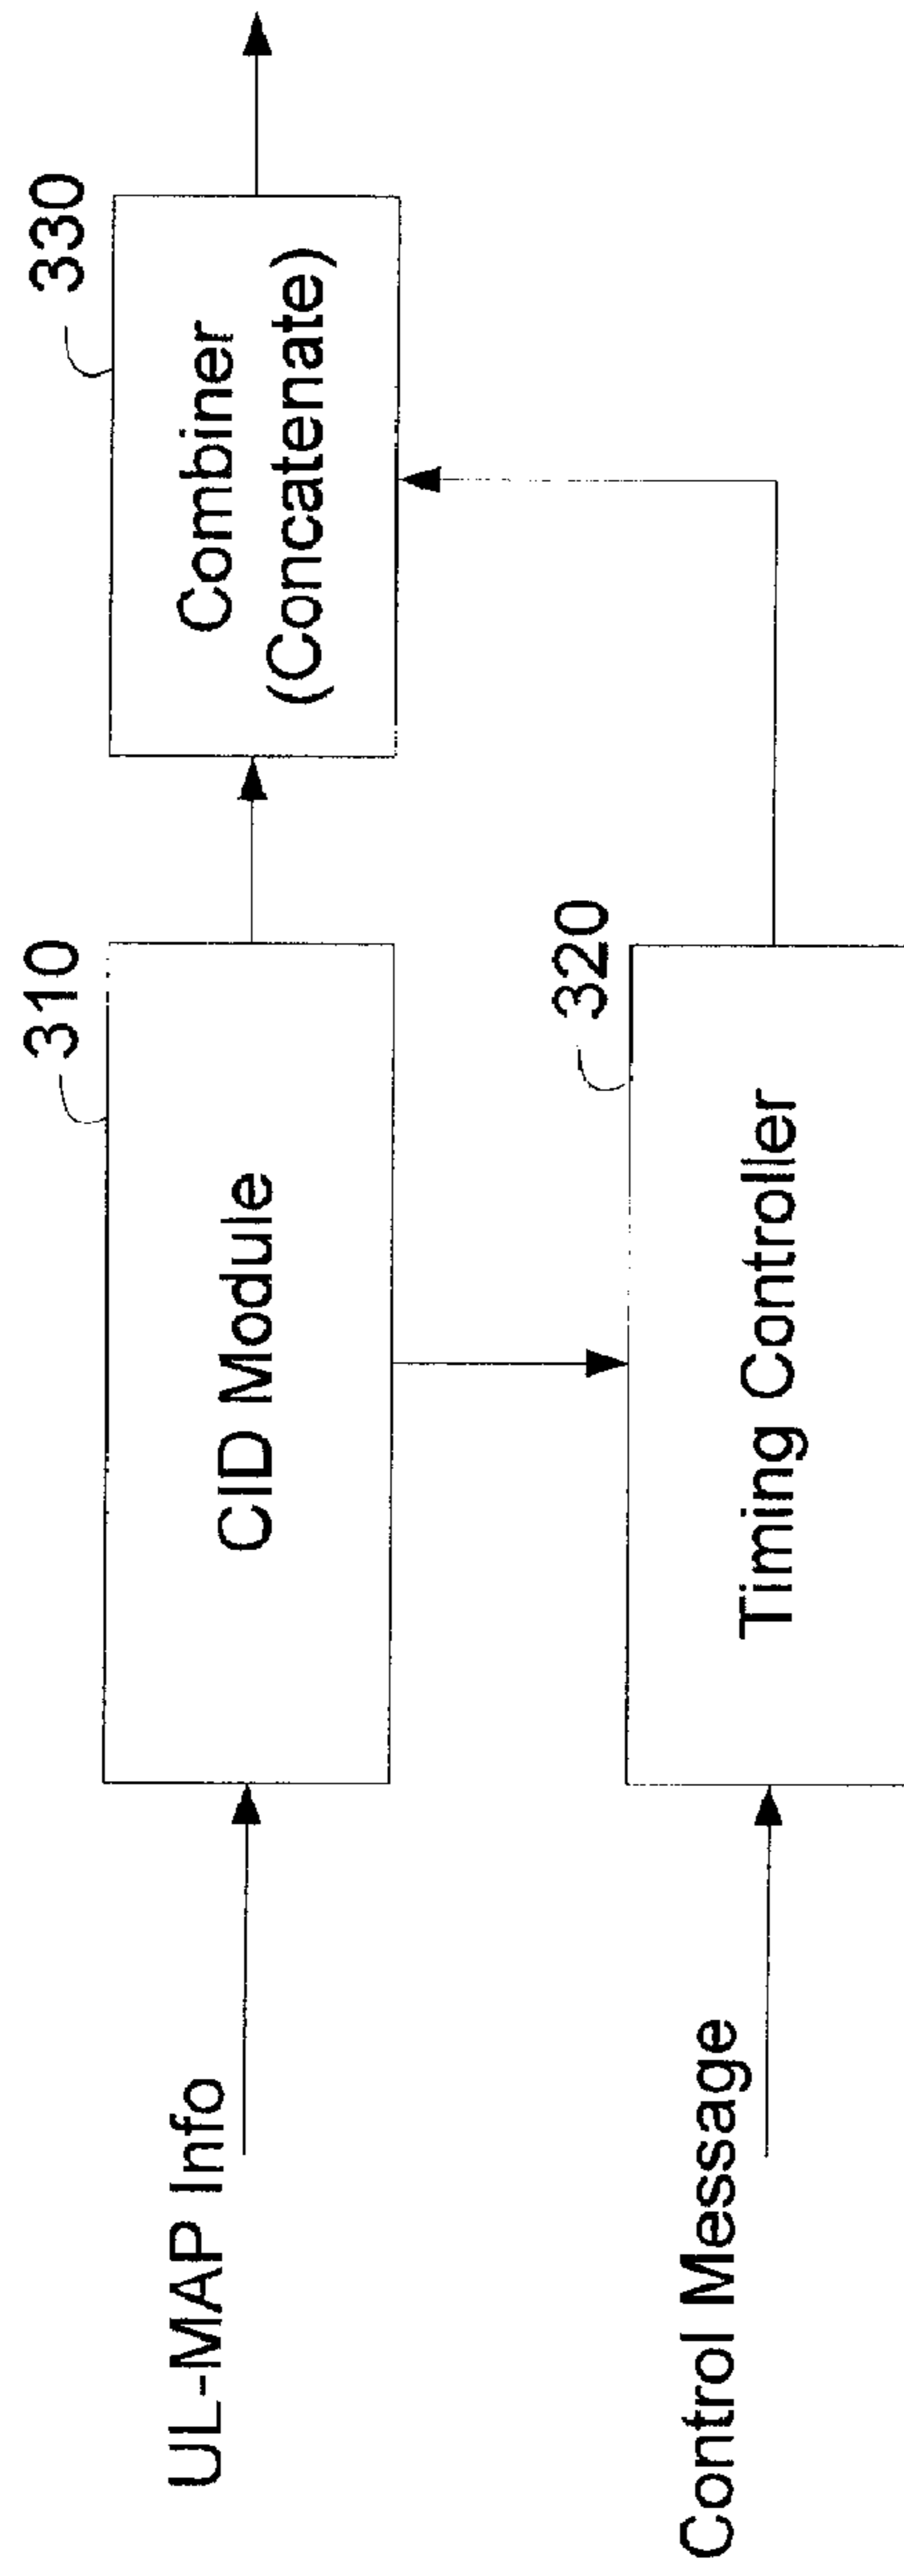 UL-MAP Info
310
CID Module
330
Combiner
(Concatenate)
Control Message
320
Timing Controller